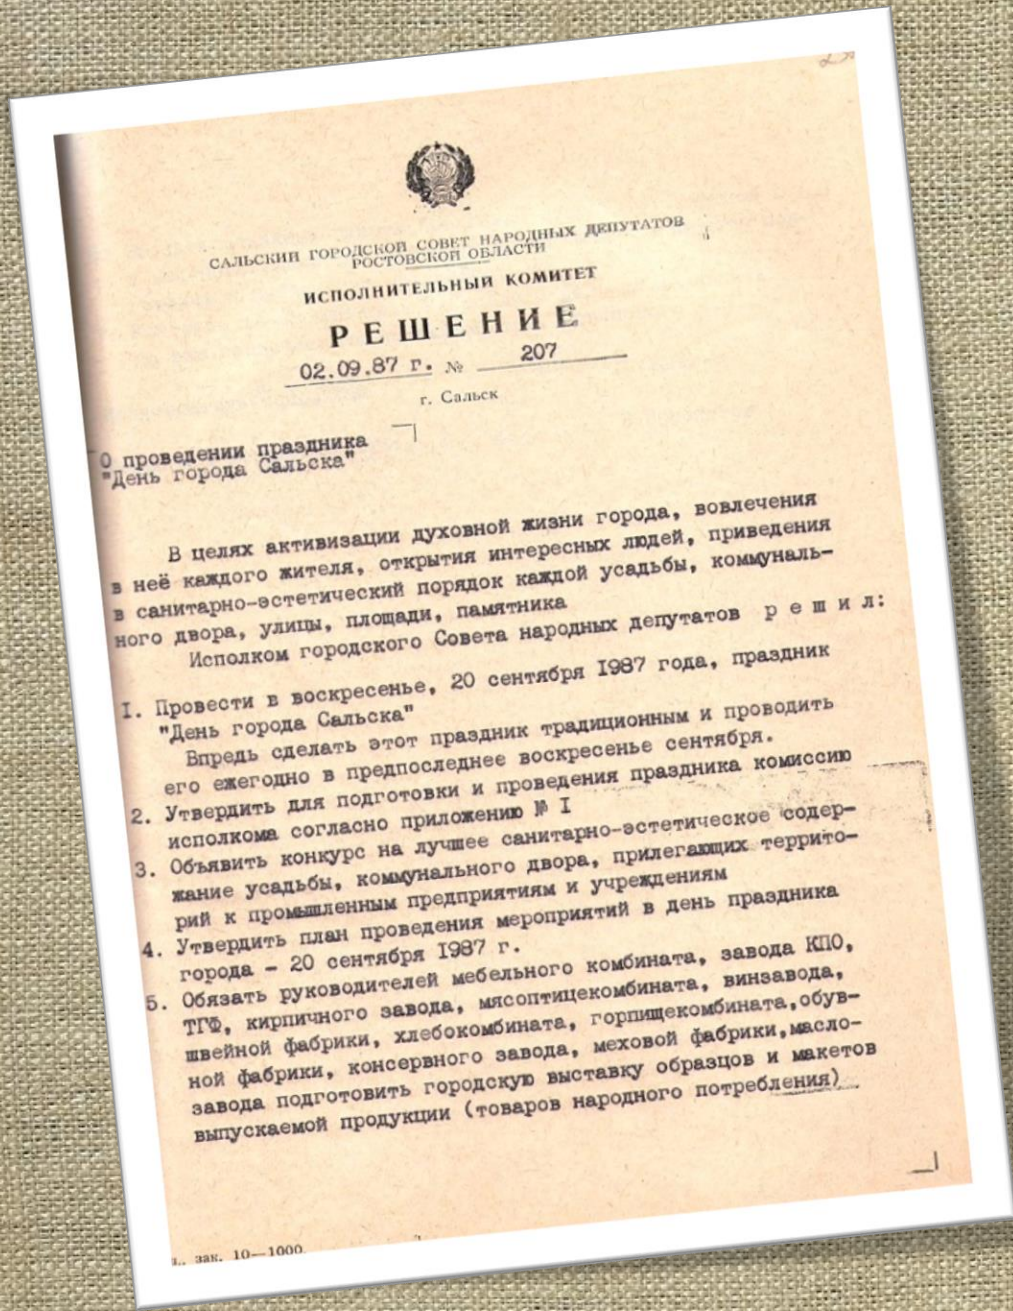 САЛЬСКИЙ ГОРОДСКОЙ СОВЕТ НАРОДНЫХ ДЕПУТАТОВ
РОСТОВСКОЙ ОБЛАСТИ
ИСПОЛНИТЕЛЬНЫЙ КОМИТЕТ
РЕШЕНИЕ
02.09.87 г. № 207
г. Сальск
О проведении праздника
"День города Сальска"
В целях активизации духовной жизни города, вовлечения
в неё каждого жителя, открытия интересных людей, приведения
в санитарно-эстетический порядок каждой усадьбы, коммуналь-
ного двора, улицы, площади, памятника
Исполком городского Совета народных депутатов р е ш и л:
I. Провести в воскресенье, 20 сентября I987 года, праздник
"День города Сальска"
Впредь сделать этот праздник традиционным и проводить
его ежегодно в предпоследнее воскресенье сентября.
2. Утвердить для подготовки и проведения праздника комиссию
исполкома согласно приложению № I
3. Объявить конкурс на лучшее санитарно-эстетическое содер-
жание усадьбы, коммунального двора, прилегающих террито-
рий к промышленным предприятиям и учреждениям
4. Утвердить план проведения мероприятий в день праздника
города - 20 сентября I987 г.
5. Обязать руководителей мебельного комбината, завода КПО,
ТГФ, кирпичного завода, мясоптицекомбината, винзавода,
швейной фабрики, хлебокомбината, горпищекомбината,обув-
ной фабрики, консервного завода, меховой фабрики,масло-
завода подготовить городскую выставку образцов и макетов
выпускаемой продукции (товаров народного потребления)
зак. 10—1000